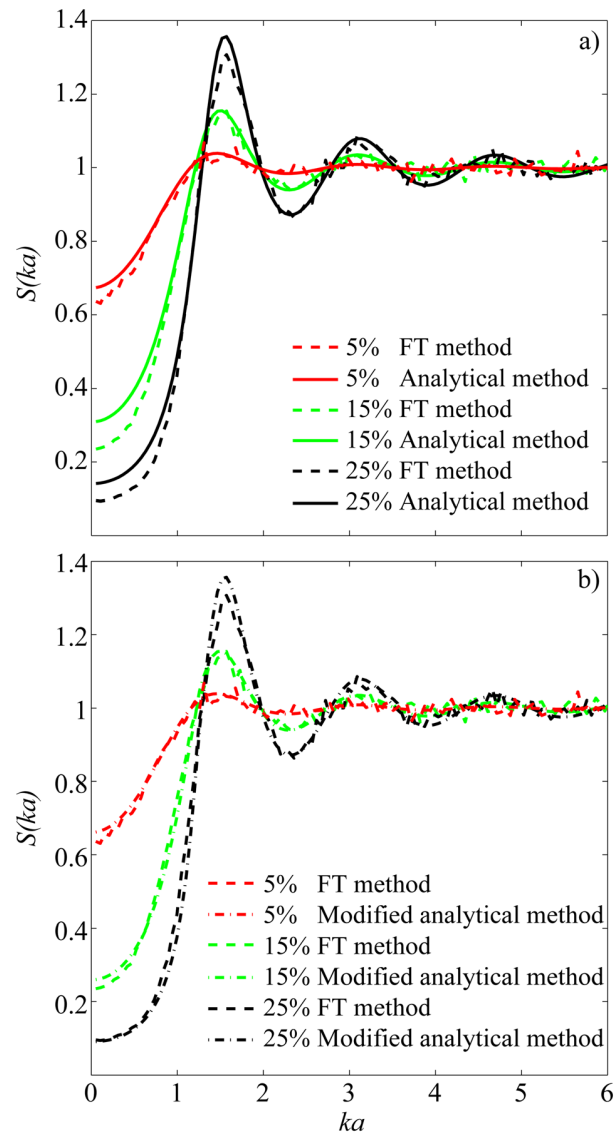 1.4
a)
1.2
1
0.8
S(ka)
0.6
5% FT method
0.4
5% Analytical method
15% FT method
15% Analytical method
0.2
25% FT method
25% Analytical method
1.4
b)
1.2
1
0.8
S(ka)
0.6
5% FT method
5% Modified analytical method
0.4
15% FT method
15% Modified analytical method
0.2
25% FT method
25% Modified analytical method
0 1 2 3 4 5 6
ka